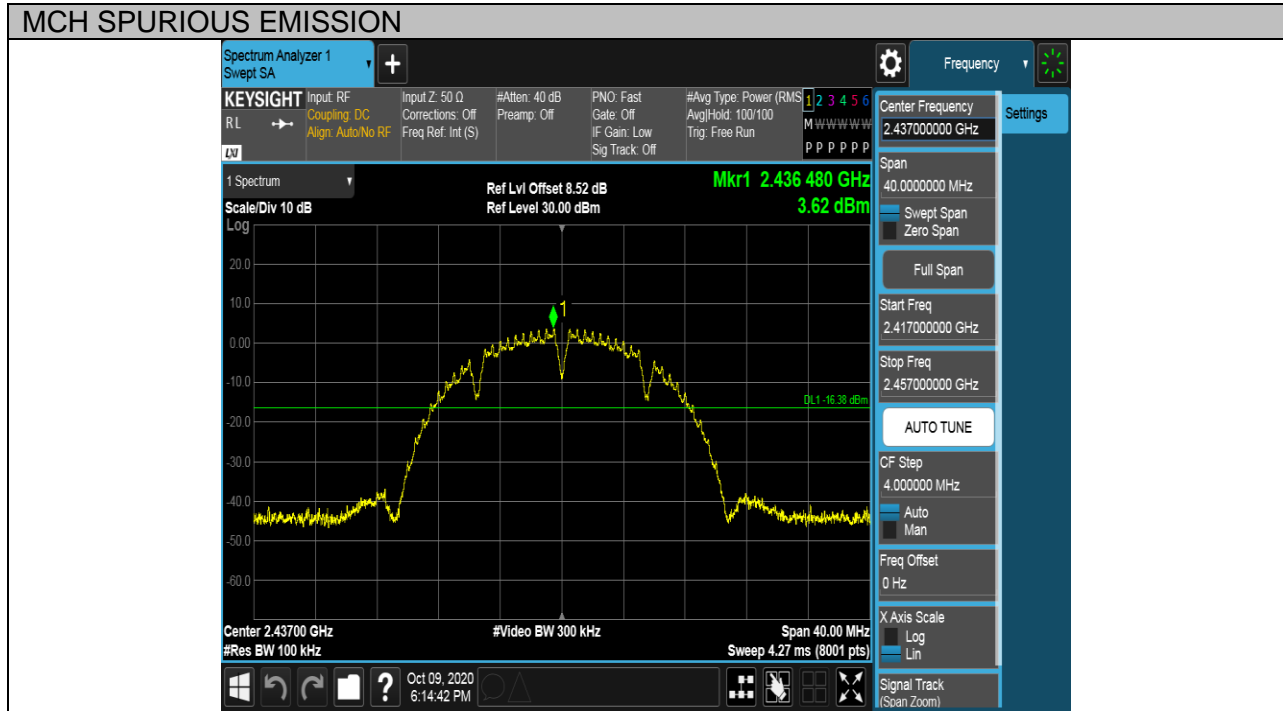 MCH SPURIOUS EMISSION
Spectrum Analyzer 1
Swept SA
+
Frequency
KEYSIGHT
RL
LXI
Input: RF
Coupling: DC
Align: Auto/No RF
Input Z: 50 Ω
Corrections: Off
Freq Ref: Int (S)
#Atten: 40 dB
Preamp: Off
PNO: Fast
Gate: Off
IF Gain: Low
Sig Track: Off
#Avg Type: Power (RMS
Avg|Hold: 100/100
Trig: Free Run
1 2 3 4 5 6
M W W W W W
P P P P P P
1 Spectrum
Scale/Div 10 dB
Log
Ref Lvl Offset 8.52 dB
Ref Level 30.00 dBm
Mkr1 2.436 480 GHz
3.62 dBm
20.0
10.0
0.00
-10.0
-20.0
-30.0
-40.0
-50.0
-60.0
1
DL1 -16.38 dBm
Center 2.43700 GHz
#Res BW 100 kHz
#Video BW 300 kHz
Span 40.00 MHz
Sweep 4.27 ms (8001 pts)
?
Oct 09, 2020
6:14:42 PM
Center Frequency
2.437000000 GHz
Settings
Span
40.0000000 MHz
Swept Span
Zero Span
Full Span
Start Freq
2.417000000 GHz
Stop Freq
2.457000000 GHz
AUTO TUNE
CF Step
4.000000 MHz
Auto
Man
Freq Offset
0 Hz
X Axis Scale
Log
Lin
Signal Track
(Span Zoom)